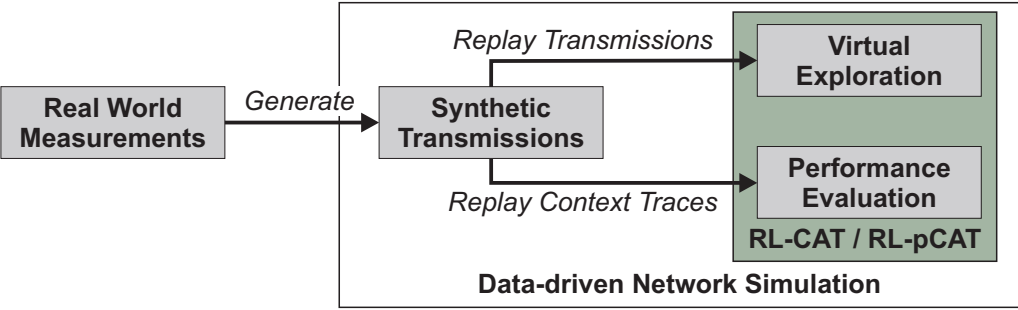 Real World
Measurements
Generate
Synthetic
Transmissions
Replay Transmissions
Virtual
Exploration
Replay Context Traces
Performance
Evaluation
RL-CAT / RL-pCAT
Data-driven Network Simulation